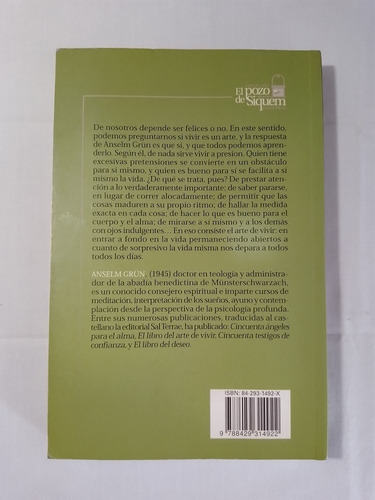 El pozo
de Siquem
De nosotros depende ser felices o no. En este sentido,
podemos preguntarnos si vivir es un arte, y la respuesta
de Anselm Grün es que sí, y que todos podemos apren-
derlo. Según él, de nada sirve vivir a presión. Quien tiene
excesivas pretensiones se convierte en un obstáculo
para sí mismo, y quien es bueno para sí se facilita a sí
mismo la vida. ¿De qué se trata, pues? De prestar aten-
ción a lo verdaderamente importante; de saber pararse,
en lugar de correr alocadamente; de permitir que las
cosas maduren a su propio ritmo; de hallar la medida
exacta en cada cosa; de hacer lo que es bueno para el
cuerpo y el alma; de mirarse a sí mismo y a los demás
con ojos indulgentes... En eso consiste el arte de vivir: en
entrar a fondo en la vida permaneciendo abiertos a
cuanto de sorpresivo la vida misma nos depara a todos
todos los días.
ANSELM GRÜN (1945) doctor en teología y administra-
dor de la abadía benedictina de Münsterschwarzach,
es un conocido consejero espiritual e imparte cursos de
meditación, interpretación de los sueños, ayuno y contem-
plación desde la perspectiva de la psicología profunda.
Entre sus numerosas publicaciones, traducidas al cas-
tellano la editorial Sal Terrae, ha publicado: Cincuenta ángeles
para el alma, El libro del arte de vivir, Cincuenta testigos de
confianza, y El libro del deseo.
ISBN: 84-293-1492-X
9 788429 314922